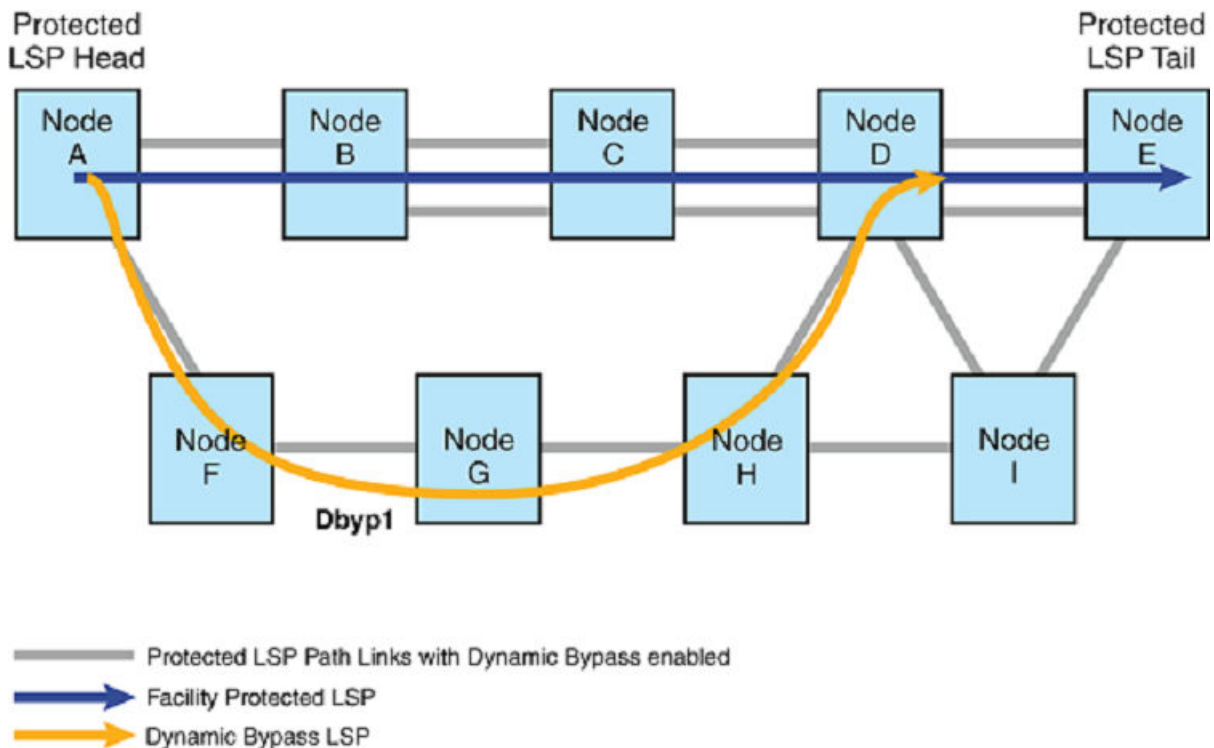 Protected
LSP Head
Protected
LSP Tail
Node
A
Node
B
Node
C
Node
D
Node
E
Node
F
Node
G
Node
H
Node
I
Dbyp1
Protected LSP Path Links with Dynamic Bypass enabled
Facility Protected LSP
Dynamic Bypass LSP